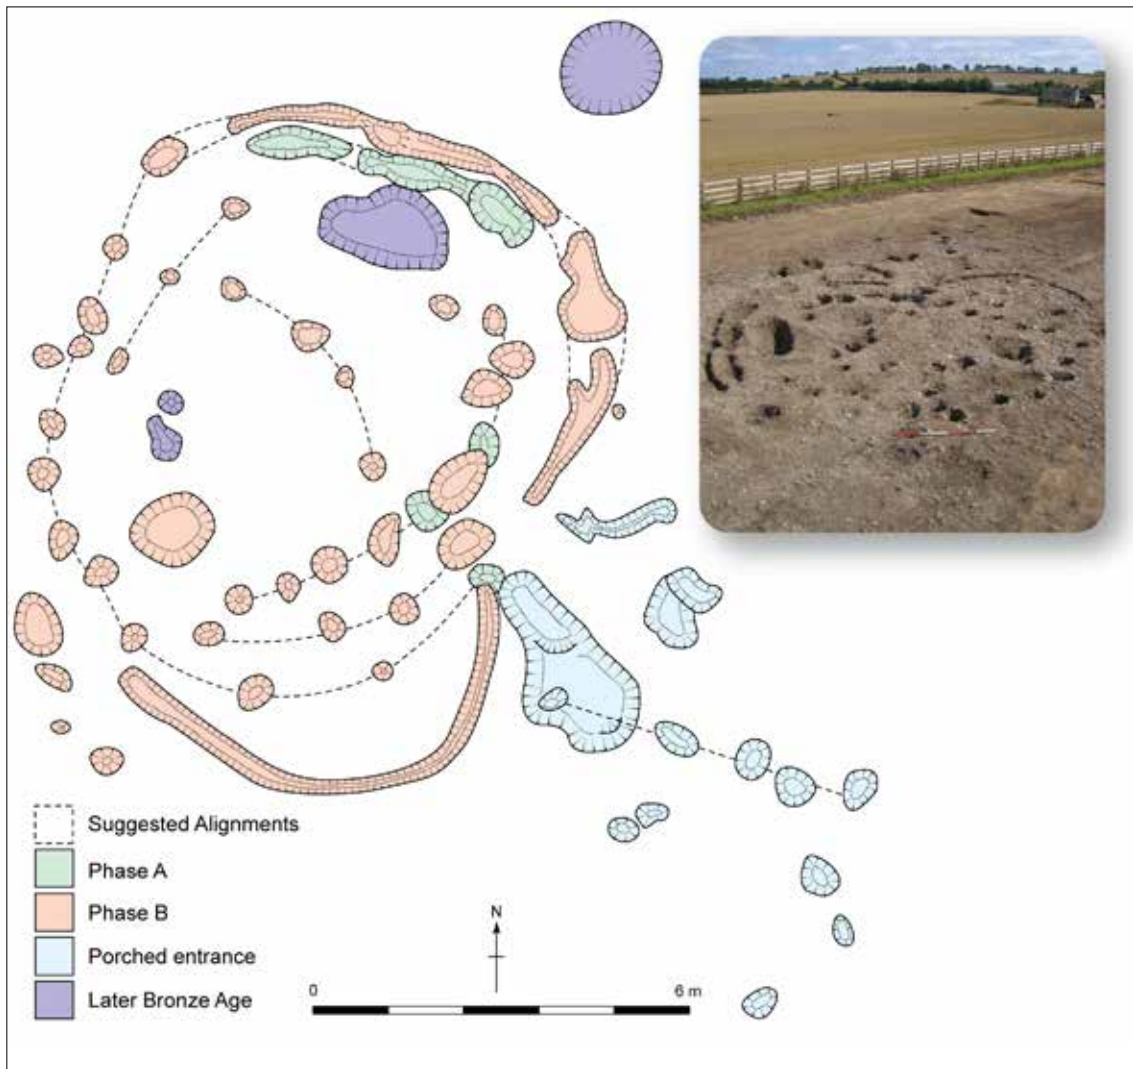 Suggested Alignments
Phase A
Phase B
Porched entrance
Later Bronze Age
N
0 6 m